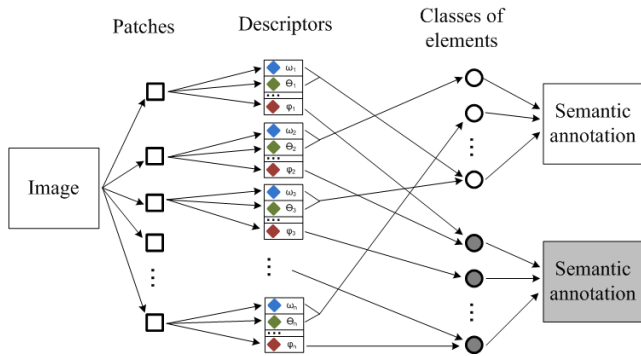 Patches
Descriptors
Classes of
elements
Image
ω₁
Θ₁
...
φ₁
ω₂
Θ₂
...
φ₂
ω₃
Θ₃
...
φ₃
...
ωₙ
Θₙ
...
φₙ
Semantic
annotation
Semantic
annotation